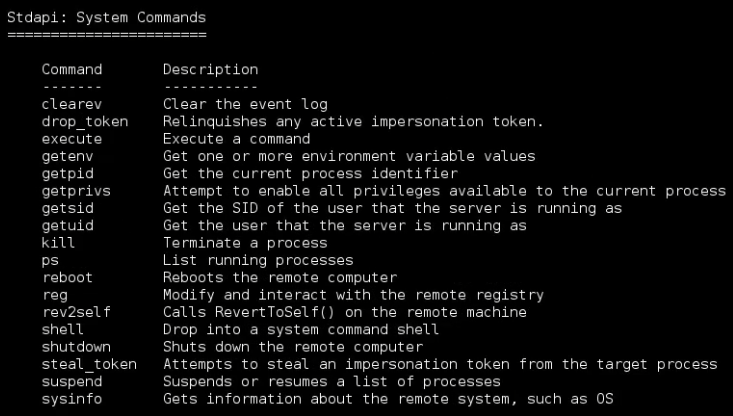 Stdapi: System Commands
========================
Command Description
------- -----------
clearev Clear the event log
drop_token Relinquishes any active impersonation token.
execute Execute a command
getenv Get one or more environment variable values
getpid Get the current process identifier
getprivs Attempt to enable all privileges available to the current process
getsid Get the SID of the user that the server is running as
getuid Get the user that the server is running as
kill Terminate a process
ps List running processes
reboot Reboots the remote computer
reg Modify and interact with the remote registry
rev2self Calls RevertToSelf() on the remote machine
shell Drop into a system command shell
shutdown Shuts down the remote computer
steal_token Attempts to steal an impersonation token from the target process
suspend Suspends or resumes a list of processes
sysinfo Gets information about the remote system, such as OS